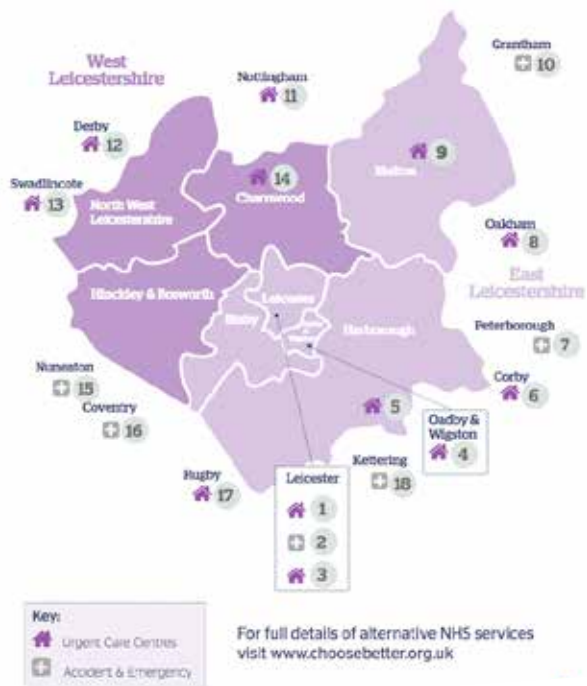 West
Leicestershire
Grantham
10
Nottingham
11
Derby
12
9
Melton
14
Charnwood
Swadlincote
13
North West
Leicestershire
Oakham
8
East
Leicestershire
Hinckley & Bosworth
Leicester
Blaby
Harborough
Peterborough
7
Nuneaton
15
Corby
6
Coventry
16
5
Oadby &
Wigston
4
Kettering
18
Rugby
17
Leicester
1
2
3
Key:
Urgent Care Centres
Accident & Emergency
For full details of alternative NHS services
visit www.choosebetter.org.uk